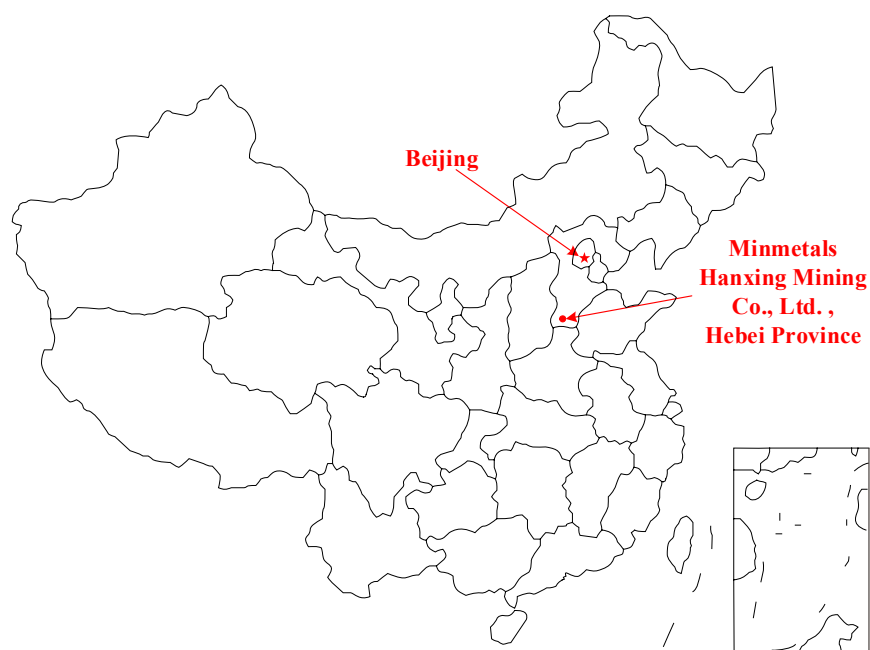 Beijing
Minmetals
Hanxing Mining
Co., Ltd. ,
Hebei Province